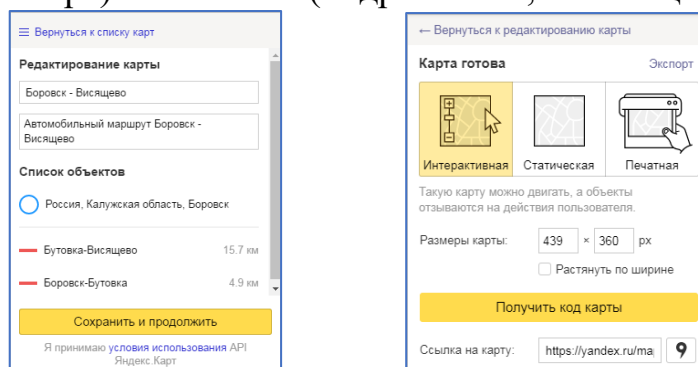 Вернуться к списку карт
Редактирование карты
Боровск - Висящево
Автомобильный маршрут Боровск -
Висящево
Список объектов
Россия, Калужская область, Боровск
Бутовка-Висящево 15.7 км
Боровск-Бутовка 4.9 км
Сохранить и продолжить
Я принимаю условия использования API
Яндекс.Карт
← Вернуться к редактированию карты
Карта готова Экспорт
Интерактивная Статическая Печатная
Такую карту можно двигать, а объекты
отзываются на действия пользователя.
Размеры карты: 439 × 360 px
Растянуть по ширине
Получить код карты
Ссылка на карту: https://yandex.ru/ma